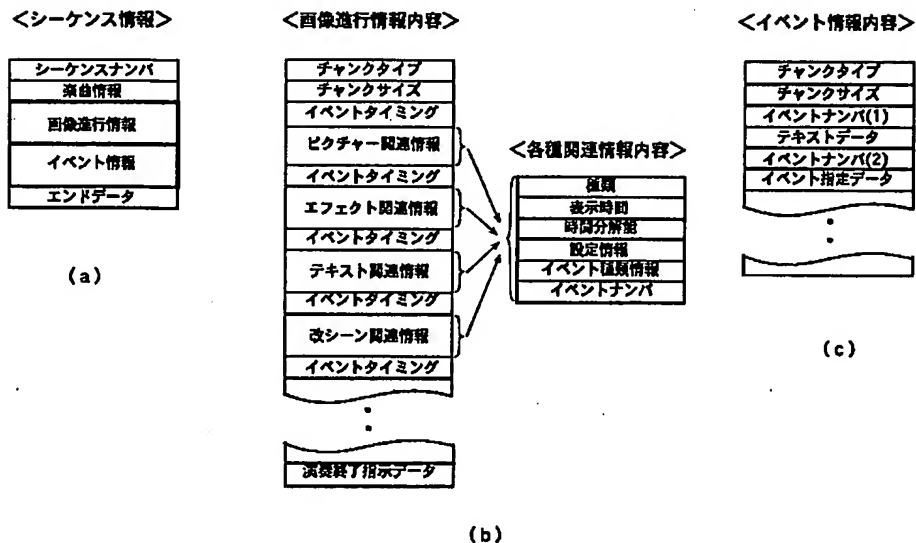 <シーケンス情報>
シーケンスナンバ
楽曲情報
画像進行情報
イベント情報
エンドデータ
(a)
<画像進行情報内容>
チャンクタイプ
チャンクサイズ
イベントタイミング
ピクチャー関連情報
イベントタイミング
エフェクト関連情報
イベントタイミング
テキスト関連情報
イベントタイミング
改シーン関連情報
イベントタイミング
演奏終了指示データ
<各種関連情報内容>
種類
表示時間
時間分解能
設定情報
イベント種類情報
イベントナンバ
(b)
<イベント情報内容>
チャンクタイプ
チャンクサイズ
イベントナンバ(1)
テキストデータ
イベントナンバ(2)
イベント指定データ
(c)